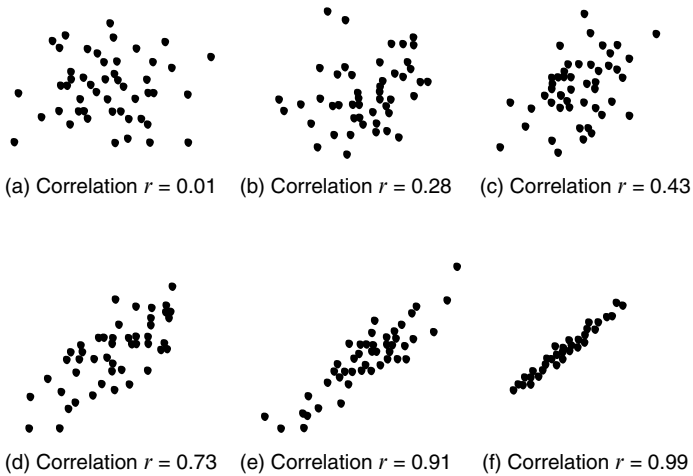 (a) Correlation r = 0.01
(b) Correlation r = 0.28
(c) Correlation r = 0.43
(d) Correlation r = 0.73
(e) Correlation r = 0.91
(f) Correlation r = 0.99